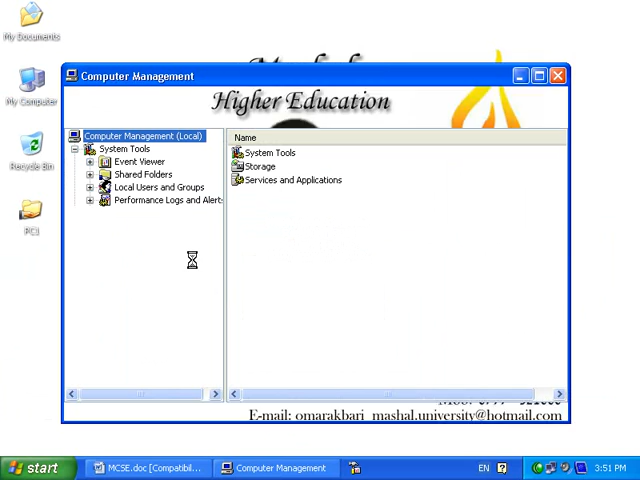 My Documents
My Computer
Recycle Bin
PC1
Computer Management
Higher Education
Computer Management (Local)
System Tools
Event Viewer
Shared Folders
Local Users and Groups
Performance Logs and Alerts
Name
System Tools
Storage
Services and Applications
E-mail: omarakbari_mashal.university@hotmail.com
start
MCSE.doc [Compatibil...
Computer Management
EN
3:51 PM